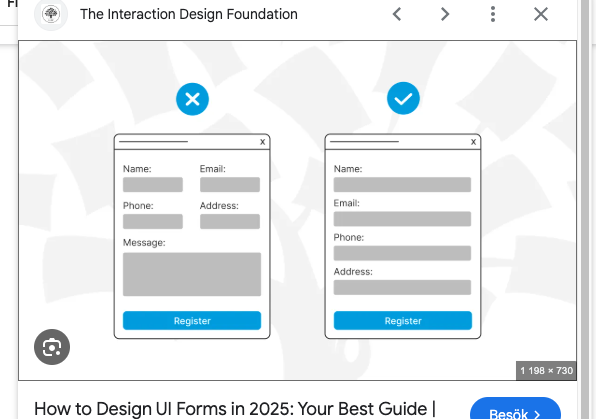 The Interaction Design Foundation
Name: Email:
Phone: Address:
Message:
Register
Name:
Email:
Phone:
Address:
Register
1 198 × 730
How to Design UI Forms in 2025: Your Best Guide |
Besök